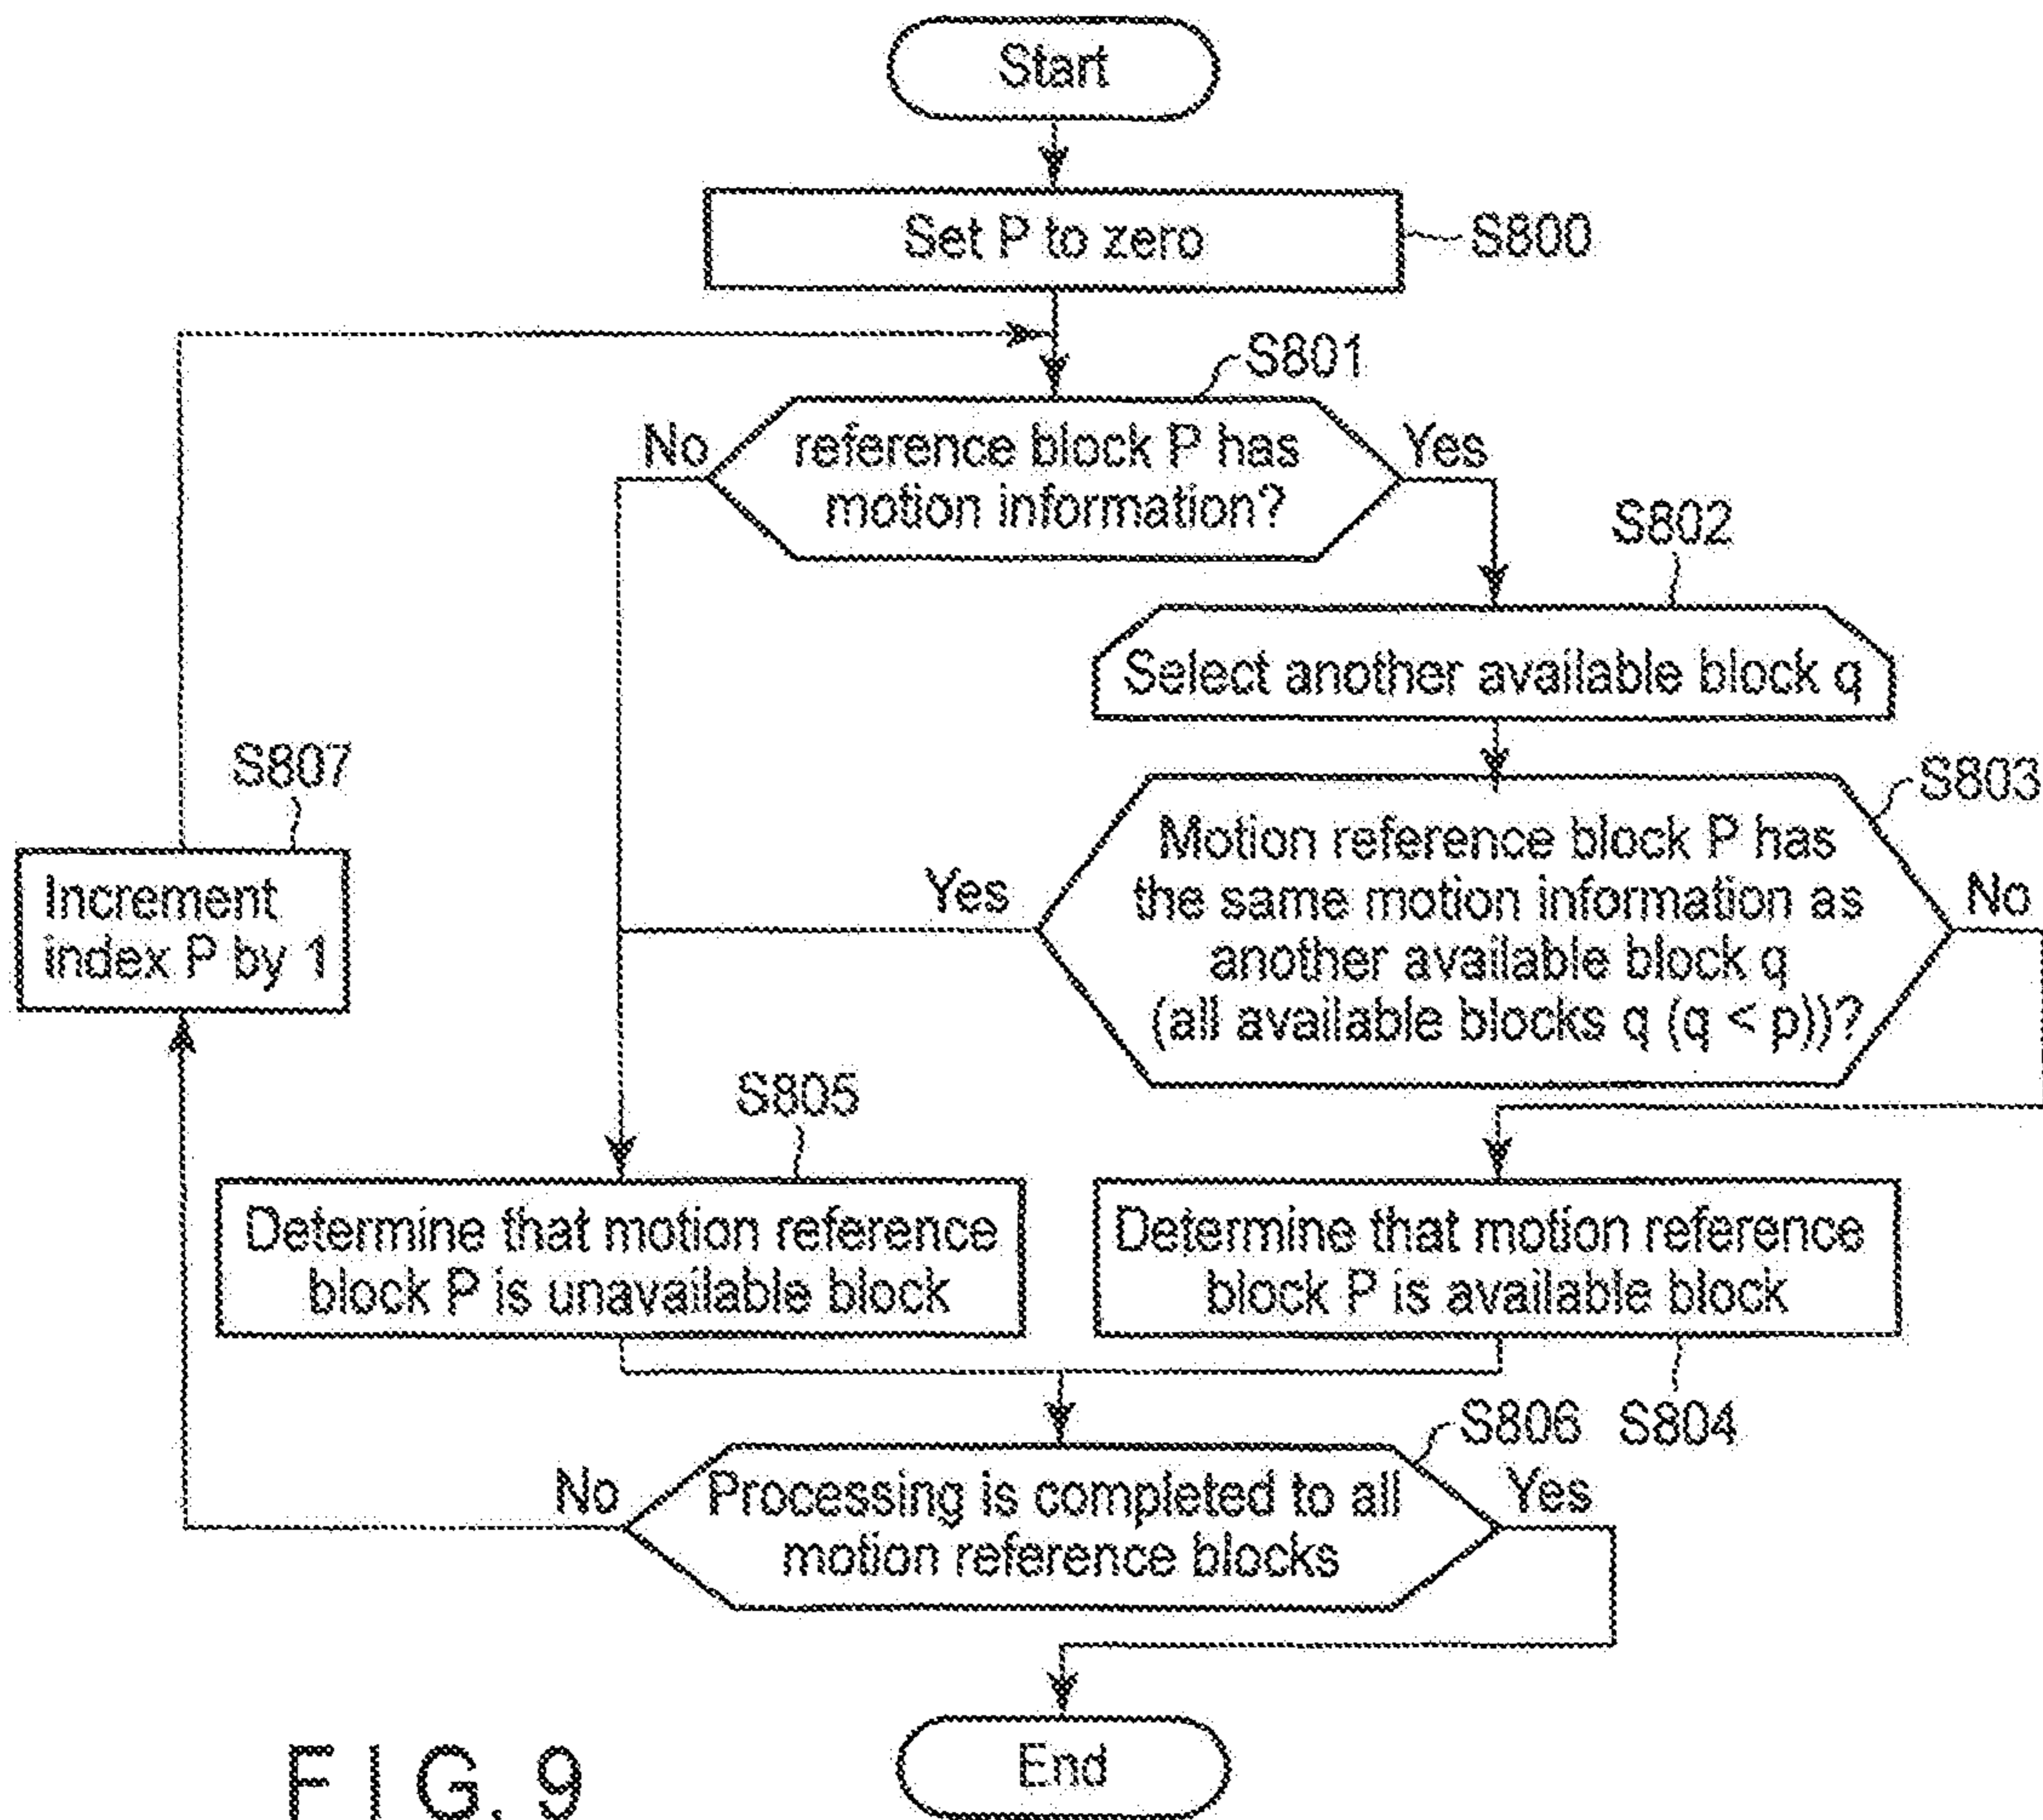 Start
Set P to zero
S800
S801
No
reference block P has
motion information?
Yes
S802
Select another available block q
S807
S803
Increment
index P by 1
Yes
Motion reference block P has
the same motion information as
another available block q
(all available blocks q (q < p))?
No
S805
Determine that motion reference
block P is unavailable block
Determine that motion reference
block P is available block
S806
S804
No
Processing is completed to all
motion reference blocks
Yes
End
FIG. 9